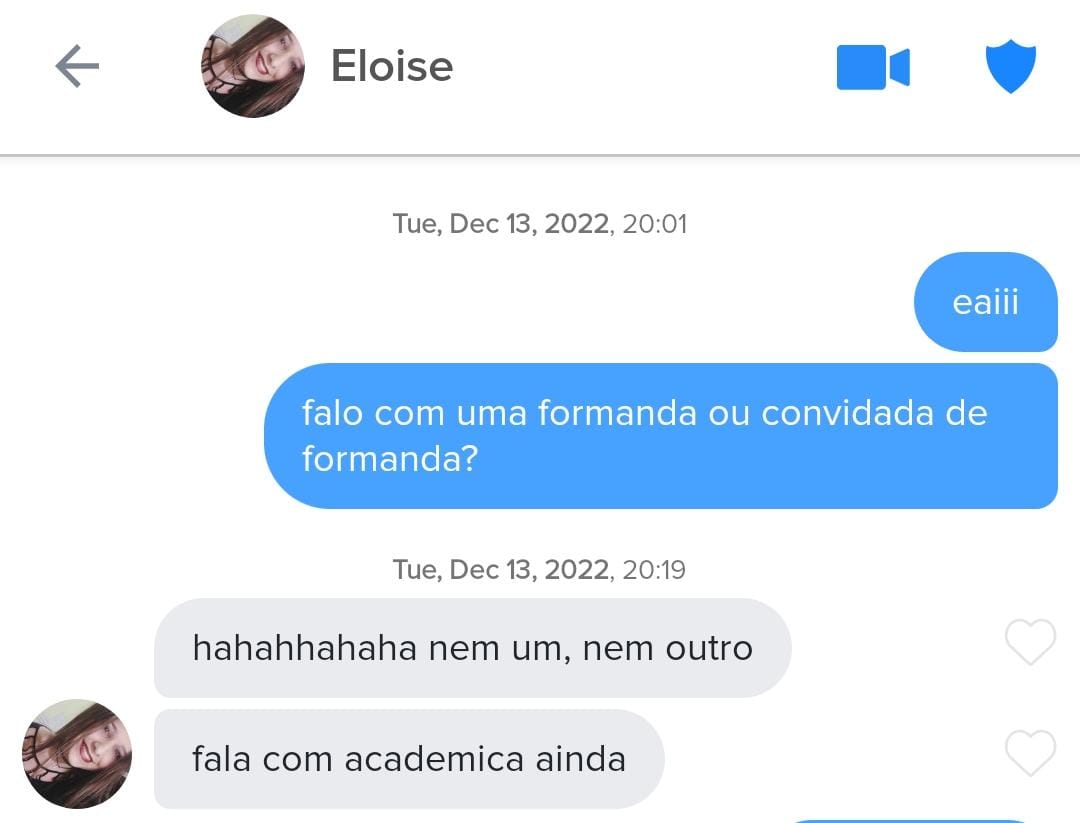 Eloise
Tue, Dec 13, 2022, 20:01
eaiii
falo com uma formanda ou convidada de
formanda?
Tue, Dec 13, 2022, 20:19
hahahhahaha nem um, nem outro
fala com academica ainda